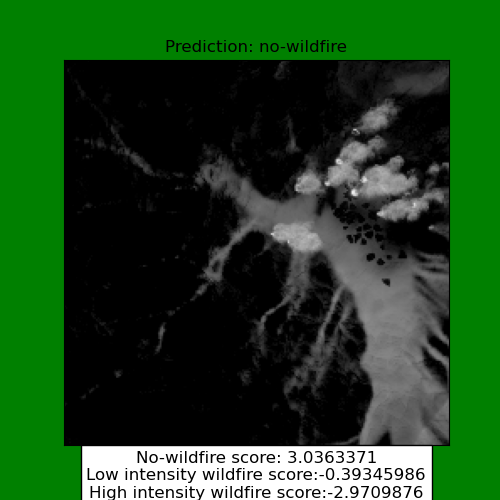 Prediction: no-wildfire
No-wildfire score: 3.0363371
Low intensity wildfire score:-0.39345986
High intensity wildfire score:-2.9709876